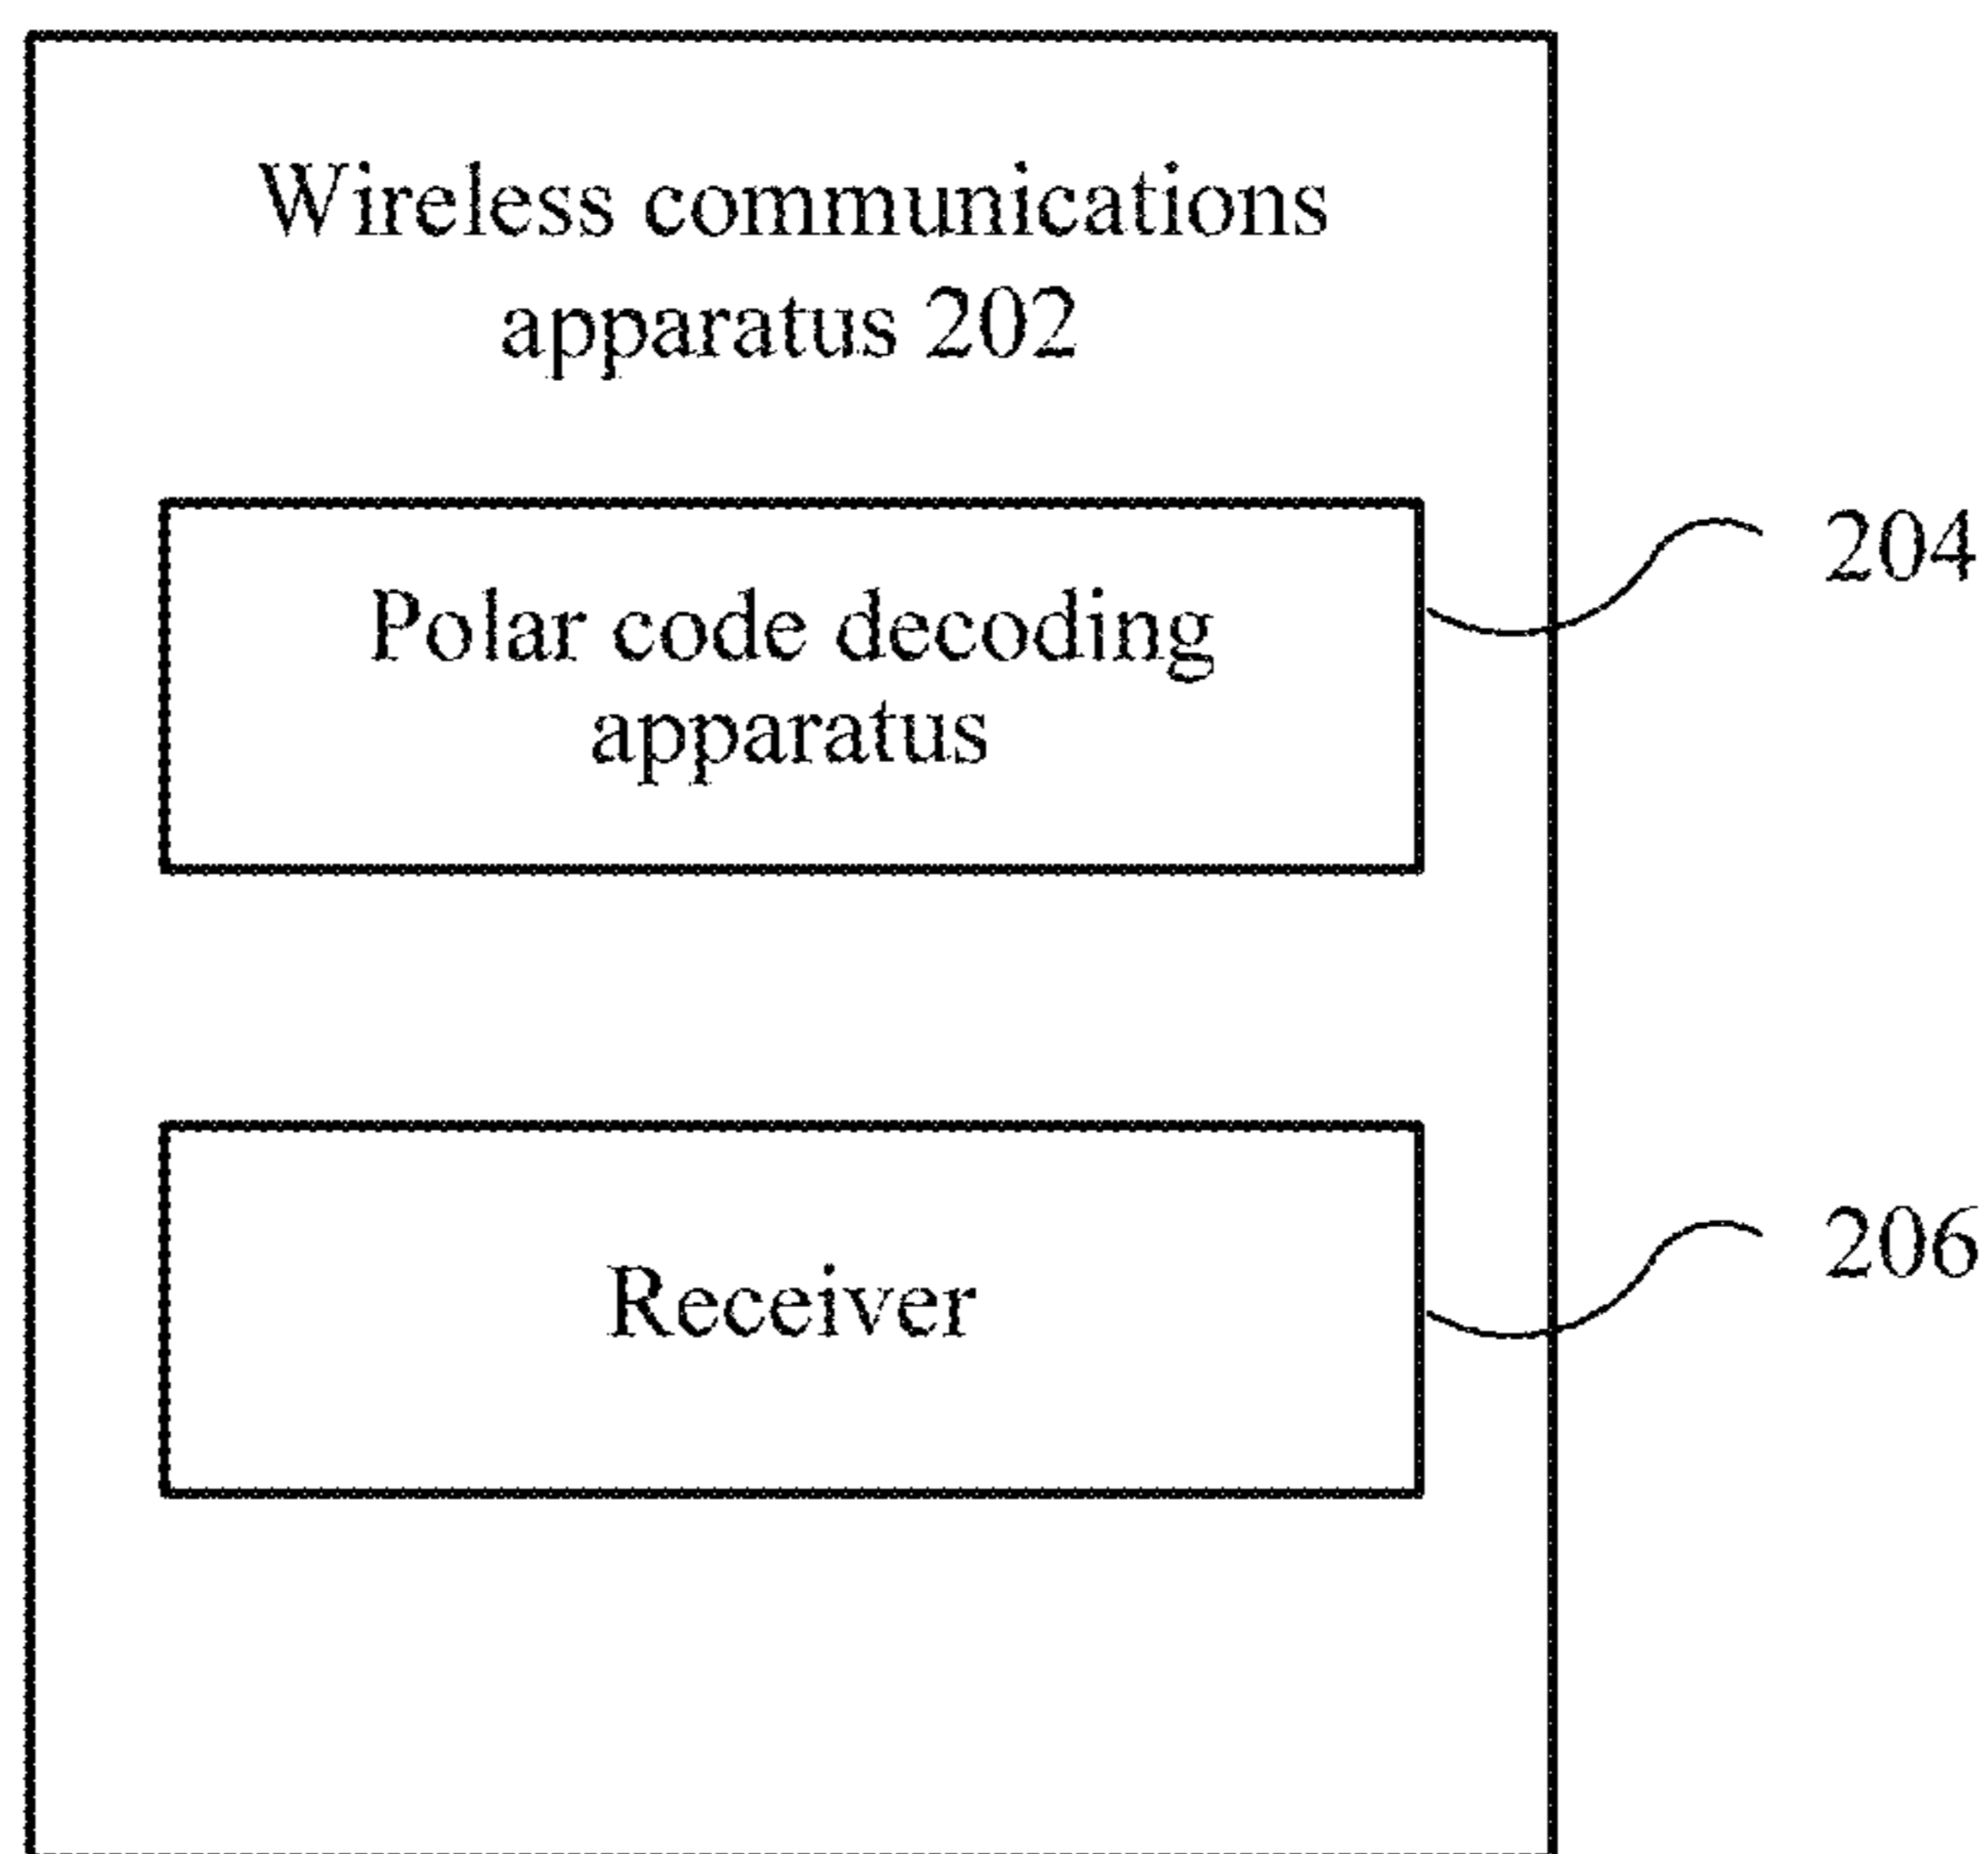 Wireless communications
apparatus 202
204
Polar code decoding
apparatus
206
Receiver